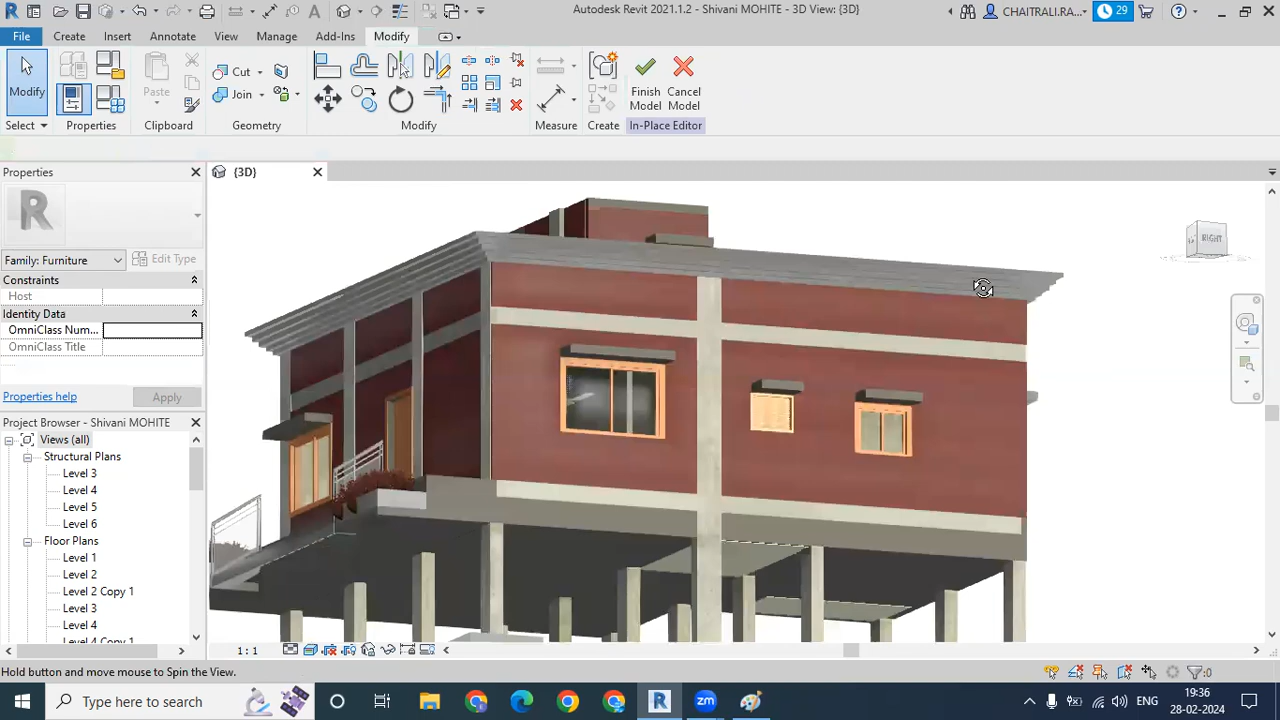 Autodesk Revit 2021.1.2 - Shivani MOHITE - 3D View: {3D}
CHAITRALI.RA...
29
File Create Insert Annotate View Manage Add-Ins Modify
Modify
Paste
Cut
Join
Finish Model
Cancel Model
Select Properties Clipboard Geometry Modify Measure Create In-Place Editor
Properties
{3D}
R
Family: Furniture
Edit Type
Constraints
Host
Identity Data
OmniClass Num...
OmniClass Title
Properties help
Apply
Project Browser - Shivani MOHITE
Views (all)
Structural Plans
Level 3
Level 4
Level 5
Level 6
Floor Plans
Level 1
Level 2
Level 2 Copy 1
Level 3
Level 4
Level 4 Copy 1
RIGHT
1 : 1
Hold button and move mouse to Spin the View.
:0
Type here to search
R
zm
ENG
19:36
28-02-2024